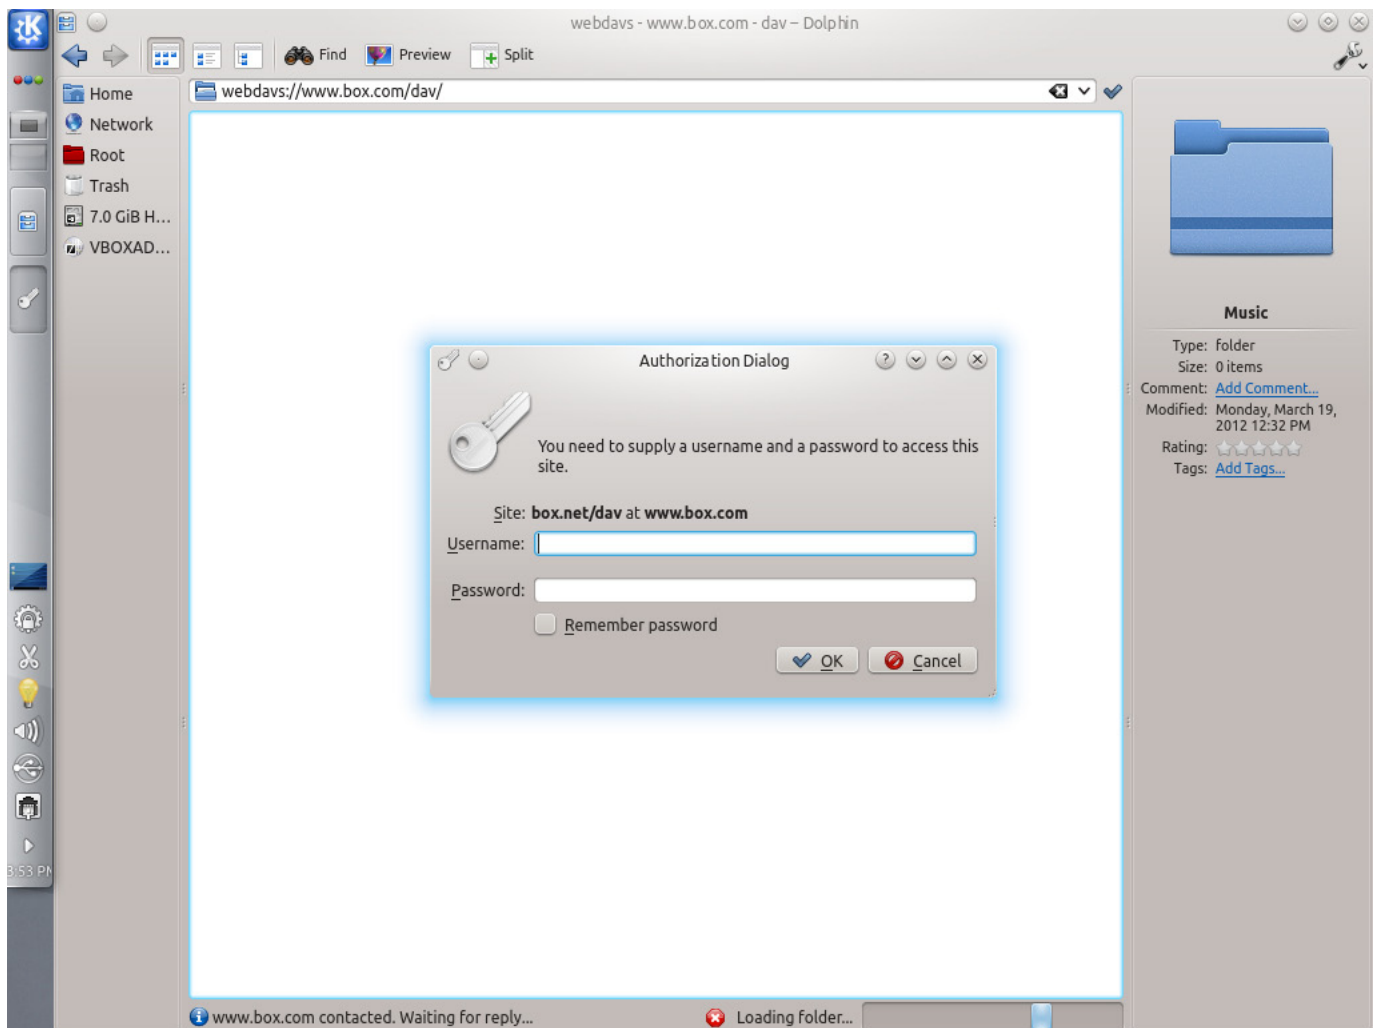 webdavs - www.box.com - dav – Dolphin
Find
Preview
Split
Home
Network
Root
Trash
7.0 GiB H...
VBOXAD...
webdavs://www.box.com/dav/
Authorization Dialog
You need to supply a username and a password to access this
site.
Site: box.net/dav at www.box.com
Username:
Password:
Remember password
OK
Cancel
Music
Type: folder
Size: 0 items
Comment: Add Comment...
Modified: Monday, March 19,
2012 12:32 PM
Rating:
Tags: Add Tags...
3:53 PM
www.box.com contacted. Waiting for reply...
Loading folder...